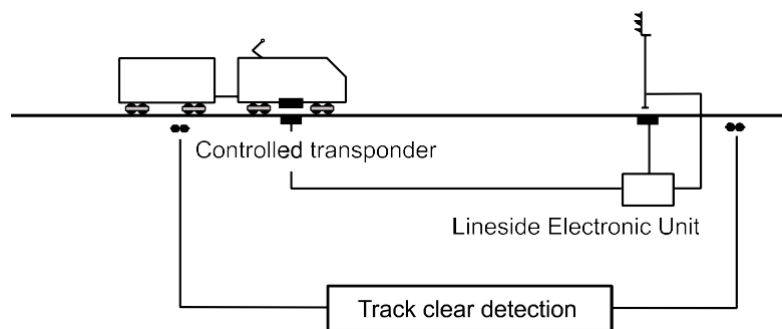 Controlled transponder
Lineside Electronic Unit
Track clear detection